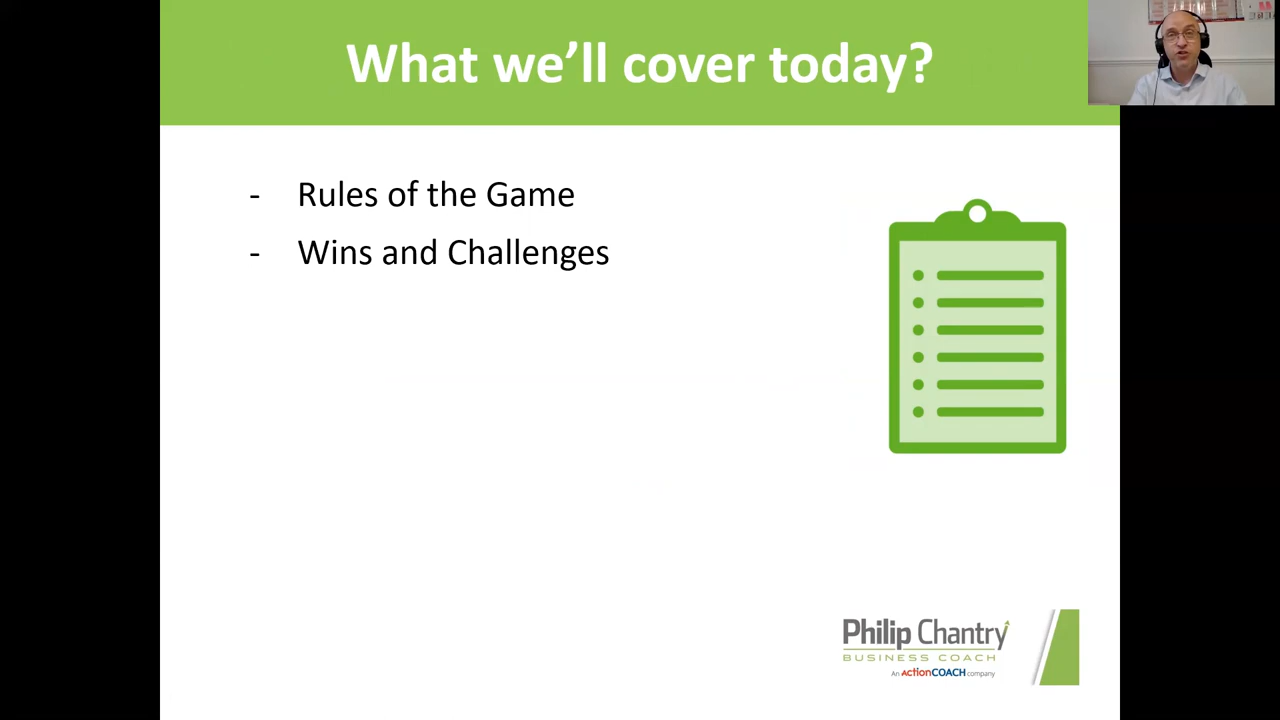 What we’ll cover today?
- Rules of the Game
- Wins and Challenges
Philip Chantry
BUSINESS COACH
An ActionCOACH company